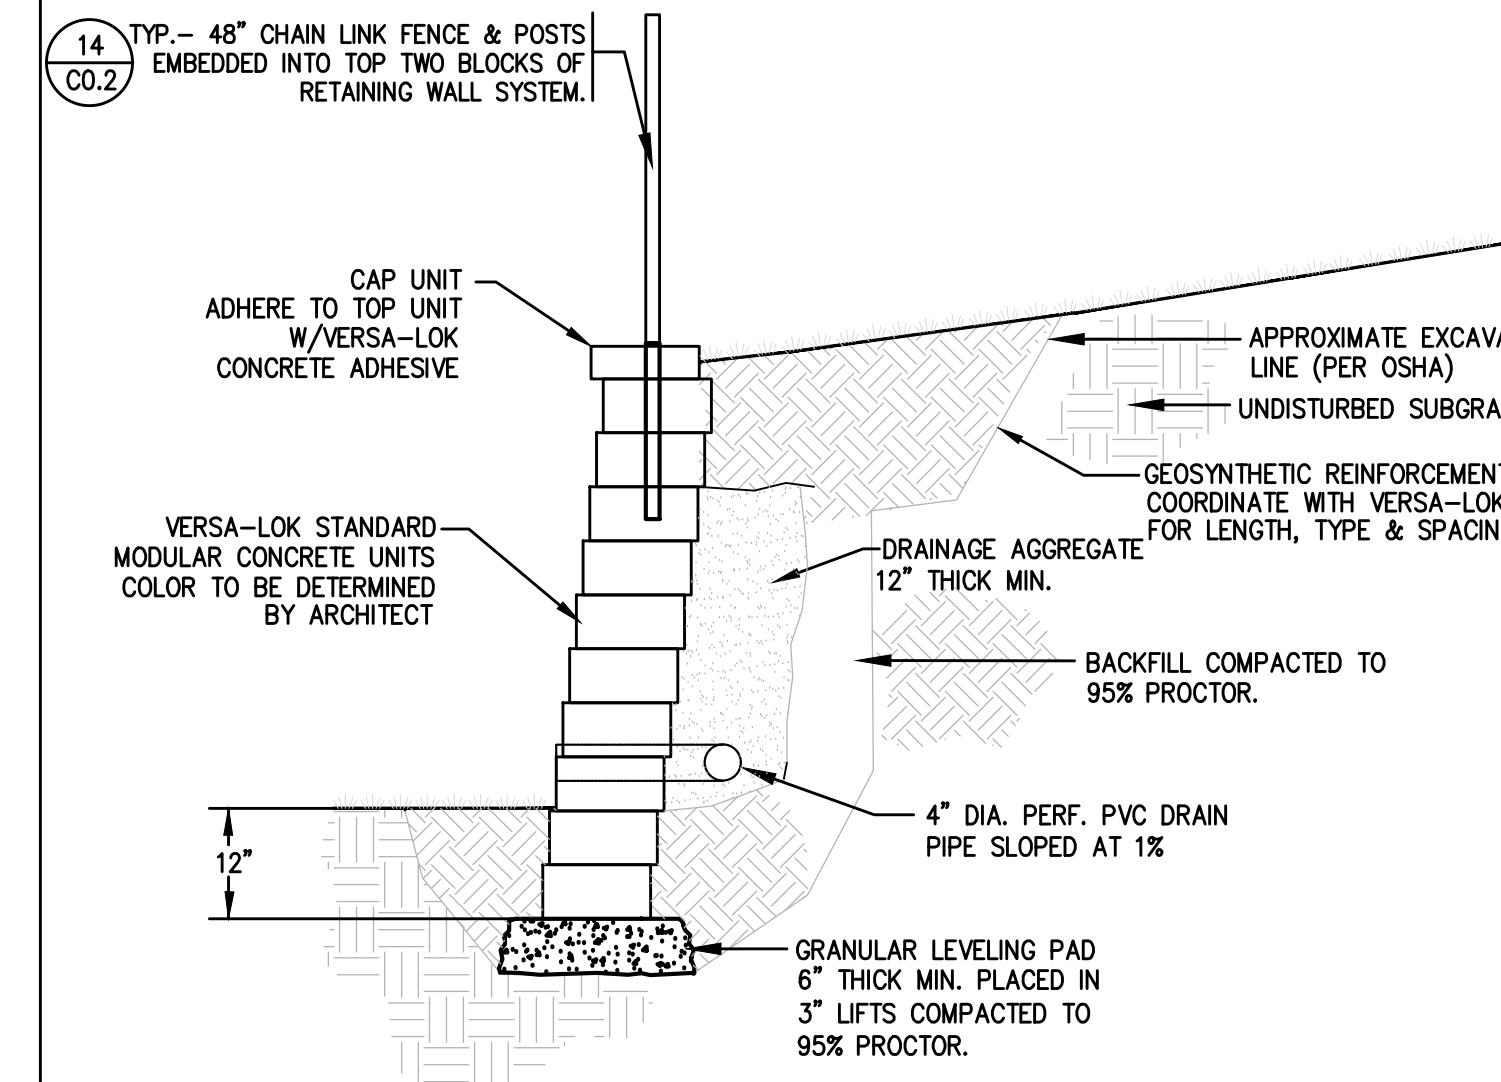 14
C0.2
TYP.- 48" CHAIN LINK FENCE & POSTS
EMBEDDED INTO TOP TWO BLOCKS OF
RETAINING WALL SYSTEM.
CAP UNIT
ADHERE TO TOP UNIT
W/VERSA-LOK
CONCRETE ADHESIVE
APPROXIMATE EXCAVA
LINE (PER OSHA)
UNDISTURBED SUBGRA
GEOSYNTHETIC REINFORCEMENT
COORDINATE WITH VERSA-LOK
FOR LENGTH, TYPE & SPACIN
VERSA-LOK STANDARD
MODULAR CONCRETE UNITS
COLOR TO BE DETERMINED
BY ARCHITECT
DRAINAGE AGGREGATE
12" THICK MIN.
BACKFILL COMPACTED TO
95% PROCTOR.
4" DIA. PERF. PVC DRAIN
PIPE SLOPED AT 1%
12"
GRANULAR LEVELING PAD
6" THICK MIN. PLACED IN
3" LIFTS COMPACTED TO
95% PROCTOR.